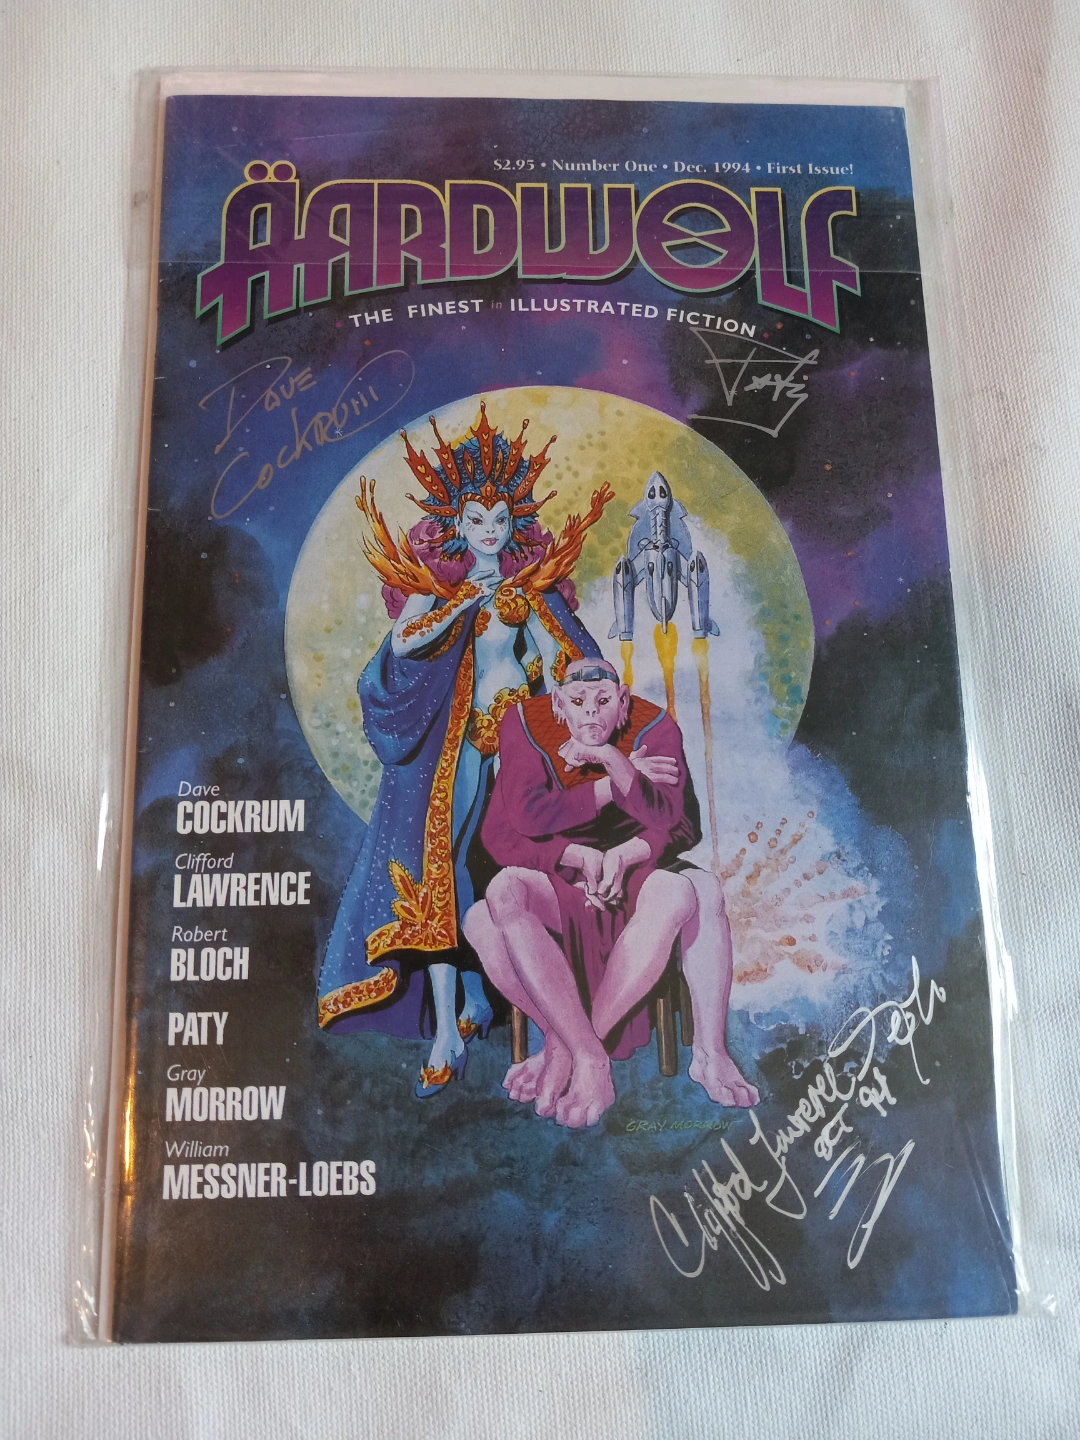 $2.95 • Number One • Dec. 1994 • First Issue!
ÄARDWOLF
THE FINEST in ILLUSTRATED FICTION
DAVE
COCKRUM
Paty
Dave
COCKRUM
Clifford
LAWRENCE
Robert
BLOCH
PATY
Gray
MORROW
William
MESSNER-LOEBS
GRAY MORROW
Clifford Lawrence
OCT 94